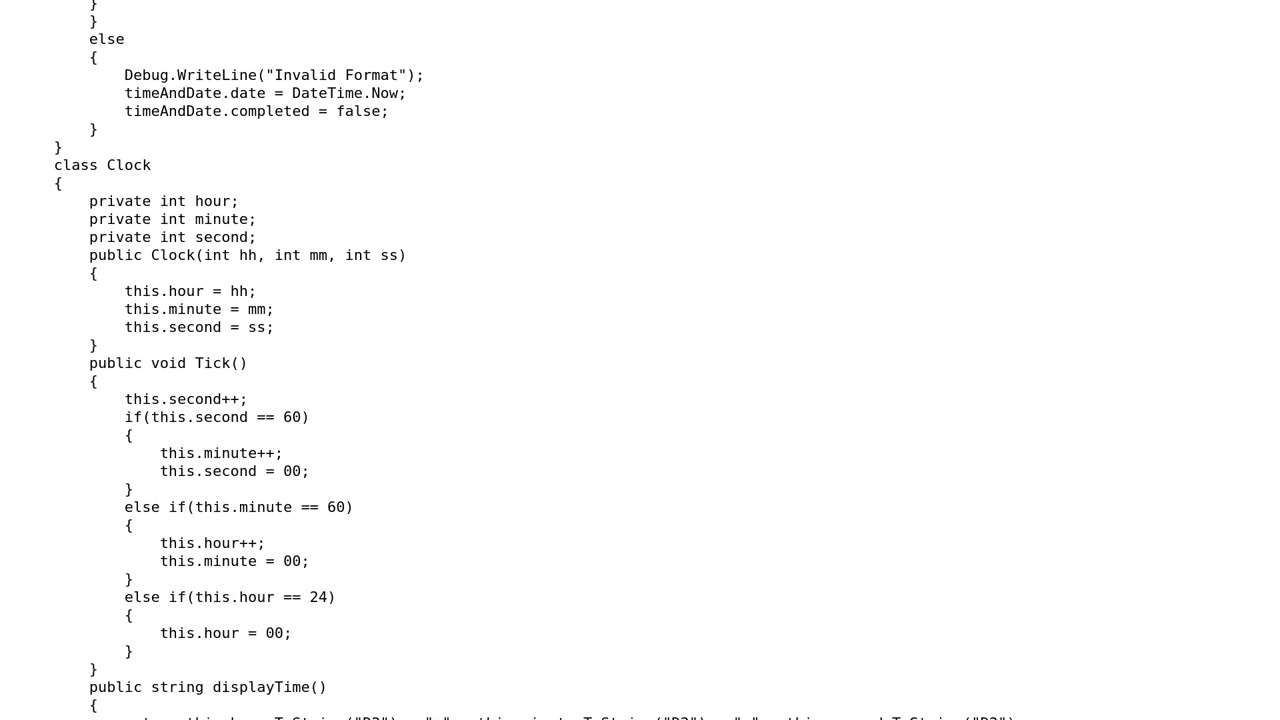 }
}
else
{
Debug.WriteLine("Invalid Format");
timeAndDate.date = DateTime.Now;
timeAndDate.completed = false;
}
}
class Clock
{
private int hour;
private int minute;
private int second;
public Clock(int hh, int mm, int ss)
{
this.hour = hh;
this.minute = mm;
this.second = ss;
}
public void Tick()
{
this.second++;
if(this.second == 60)
{
this.minute++;
this.second = 00;
}
else if(this.minute == 60)
{
this.hour++;
this.minute = 00;
}
else if(this.hour == 24)
{
this.hour = 00;
}
}
public string displayTime()
{